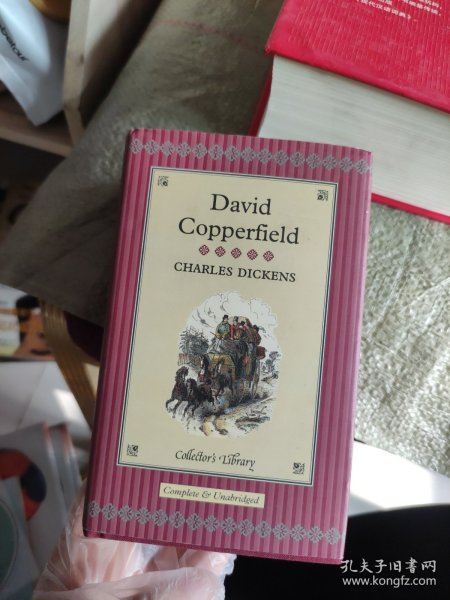 David
Copperfield
CHARLES DICKENS
Collector's Library
Complete & Unabridged
孔夫子旧书网
www.kongfz.com